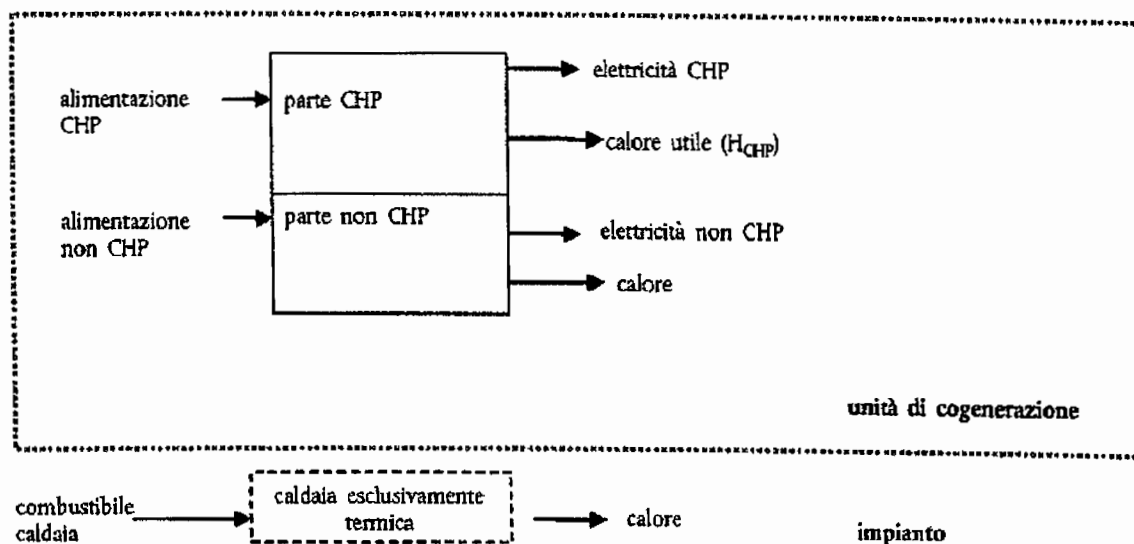 elettricità CHP
alimentazione
CHP
parte CHP
calore utile (H_CHP)
alimentazione
non CHP
parte non CHP
elettricità non CHP
calore
unità di cogenerazione
combustibile
caldaia
caldaia esclusivamente
termica
calore
impianto